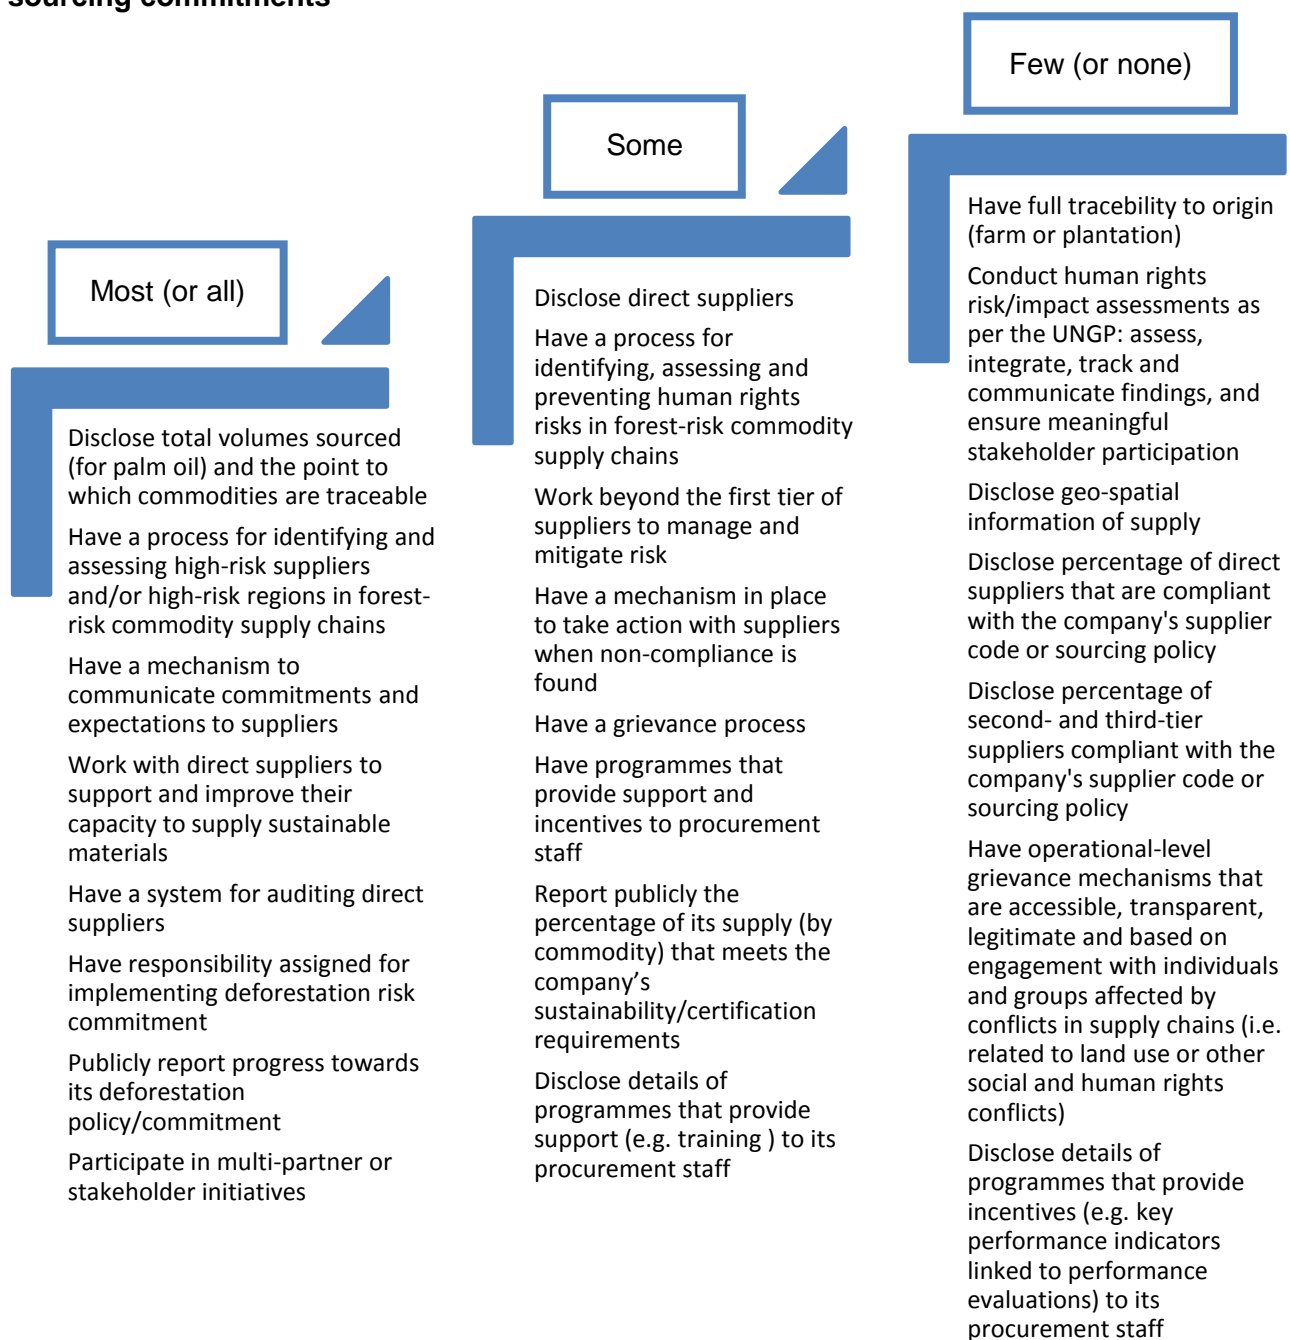 sourcing commitments
Most (or all)
Disclose total volumes sourced
(for palm oil) and the point to
which commodities are traceable
Have a process for identifying and
assessing high-risk suppliers
and/or high-risk regions in forest-
risk commodity supply chains
Have a mechanism to
communicate commitments and
expectations to suppliers
Work with direct suppliers to
support and improve their
capacity to supply sustainable
materials
Have a system for auditing direct
suppliers
Have responsibility assigned for
implementing deforestation risk
commitment
Publicly report progress towards
its deforestation
policy/commitment
Participate in multi-partner or
stakeholder initiatives
Some
Disclose direct suppliers
Have a process for
identifying, assessing and
preventing human rights
risks in forest-risk commodity
supply chains
Work beyond the first tier of
suppliers to manage and
mitigate risk
Have a mechanism in place
to take action with suppliers
when non-compliance is
found
Have a grievance process
Have programmes that
provide support and
incentives to procurement
staff
Report publicly the
percentage of its supply (by
commodity) that meets the
company’s
sustainability/certification
requirements
Disclose details of
programmes that provide
support (e.g. training ) to its
procurement staff
Few (or none)
Have full tracebility to origin
(farm or plantation)
Conduct human rights
risk/impact assessments as
per the UNGP: assess,
integrate, track and
communicate findings, and
ensure meaningful
stakeholder participation
Disclose geo-spatial
information of supply
Disclose percentage of direct
suppliers that are compliant
with the company's supplier
code or sourcing policy
Disclose percentage of
second- and third-tier
suppliers compliant with the
company's supplier code or
sourcing policy
Have operational-level
grievance mechanisms that
are accessible, transparent,
legitimate and based on
engagement with individuals
and groups affected by
conflicts in supply chains (i.e.
related to land use or other
social and human rights
conflicts)
Disclose details of
programmes that provide
incentives (e.g. key
performance indicators
linked to performance
evaluations) to its
procurement staff